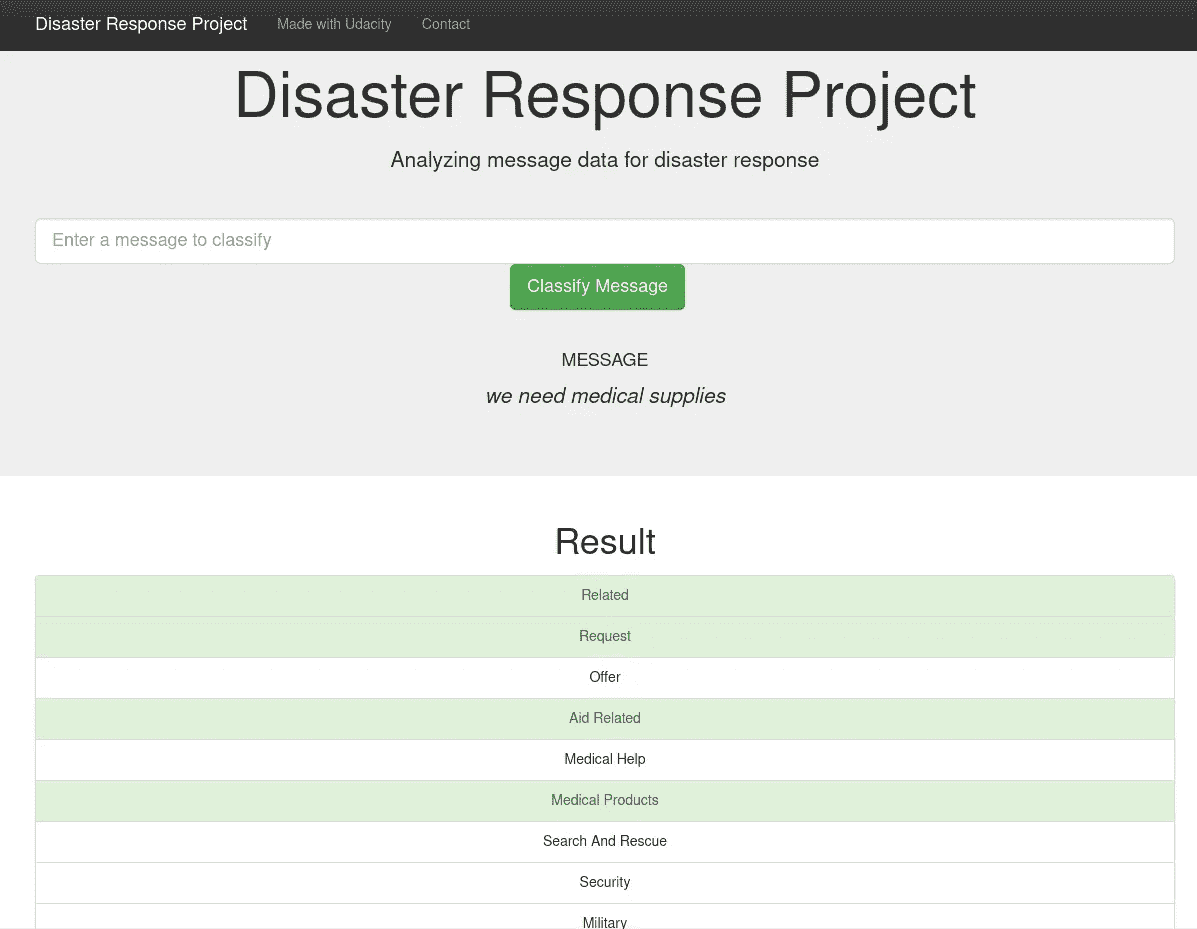 Disaster Response Project Made with Udacity Contact
Disaster Response Project
Analyzing message data for disaster response
Enter a message to classify
Classify Message
MESSAGE
we need medical supplies
Result
Related
Request
Offer
Aid Related
Medical Help
Medical Products
Search And Rescue
Security
Military